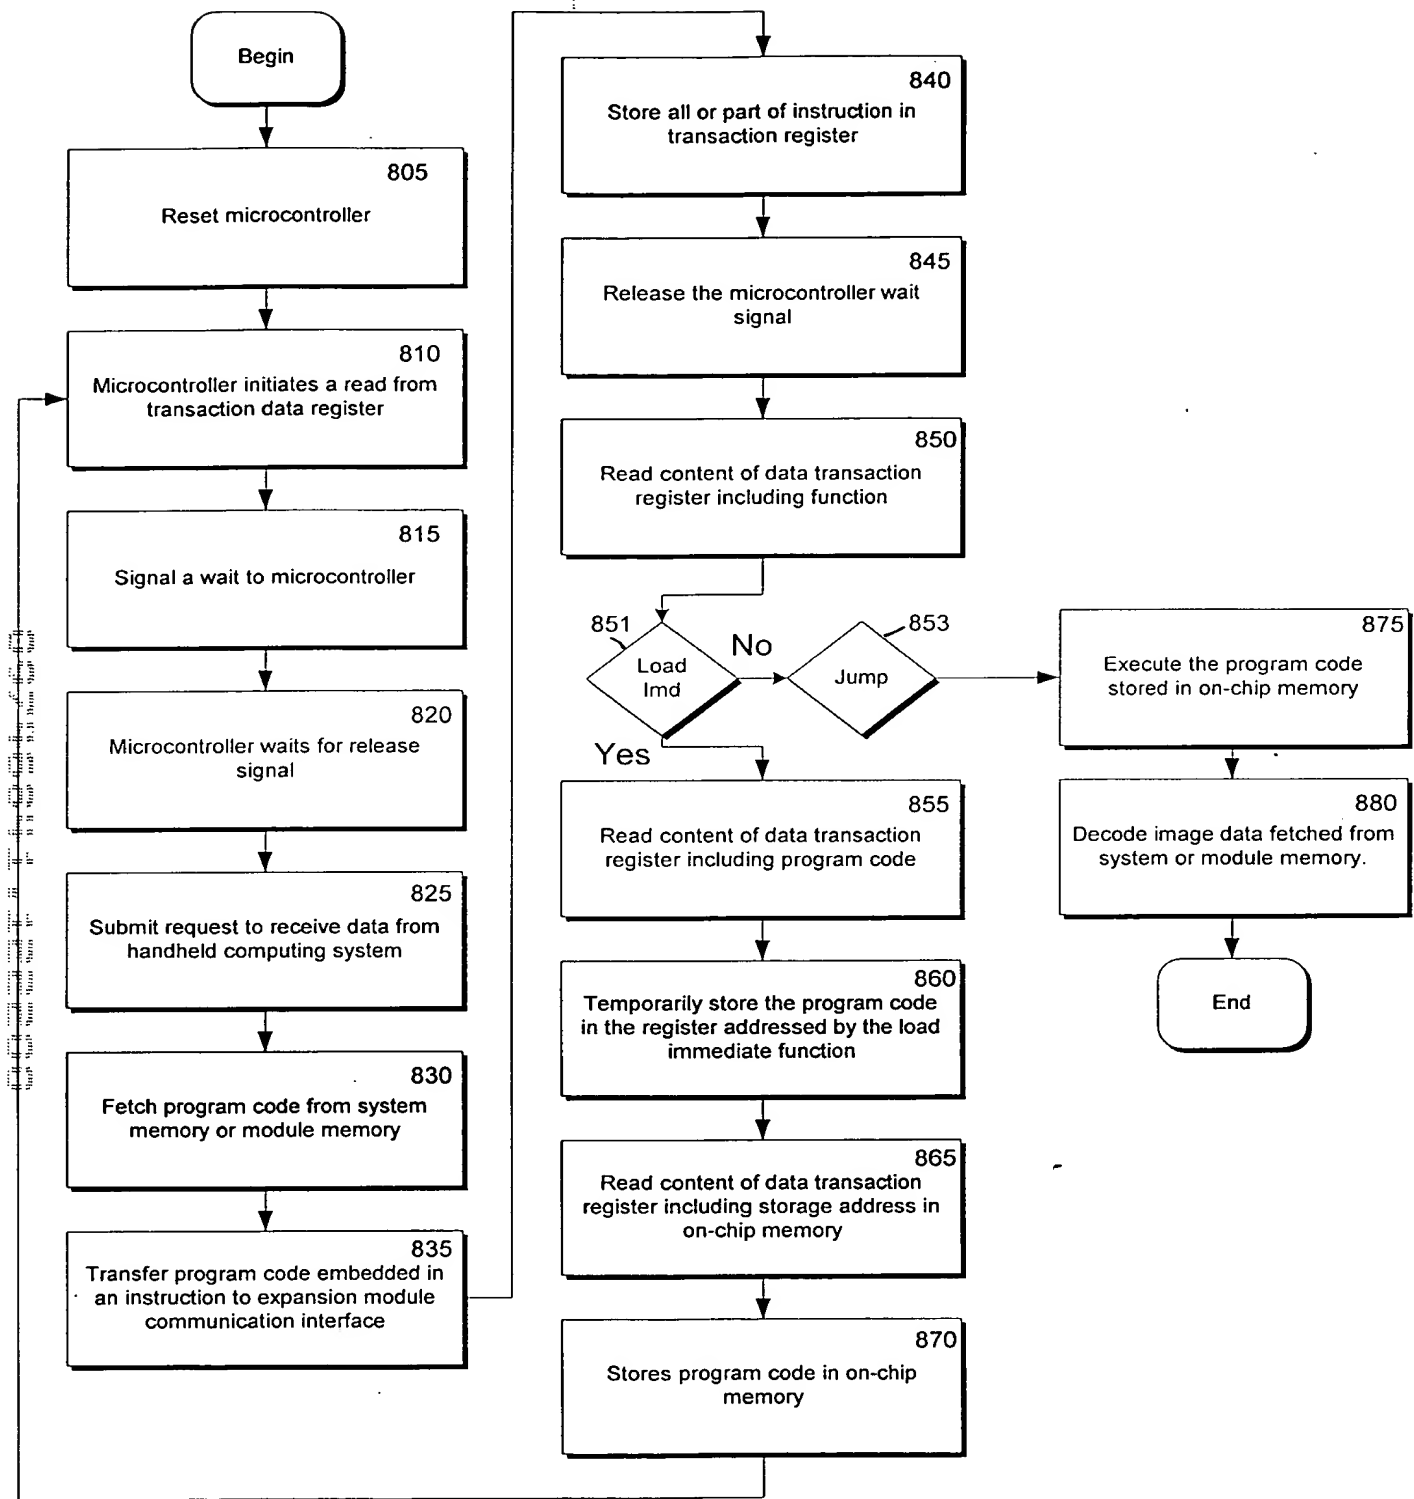 Begin
805
Reset microcontroller
810
Microcontroller initiates a read from
transaction data register
815
Signal a wait to microcontroller
820
Microcontroller waits for release
signal
825
Submit request to receive data from
handheld computing system
830
Fetch program code from system
memory or module memory
835
Transfer program code embedded in
an instruction to expansion module
communication interface
840
Store all or part of instruction in
transaction register
845
Release the microcontroller wait
signal
850
Read content of data transaction
register including function
851
Load
Imd
No
Yes
853
Jump
855
Read content of data transaction
register including program code
860
Temporarily store the program code
in the register addressed by the load
immediate function
865
Read content of data transaction
register including storage address in
on-chip memory
870
Stores program code in on-chip
memory
875
Execute the program code
stored in on-chip memory
880
Decode image data fetched from
system or module memory.
End